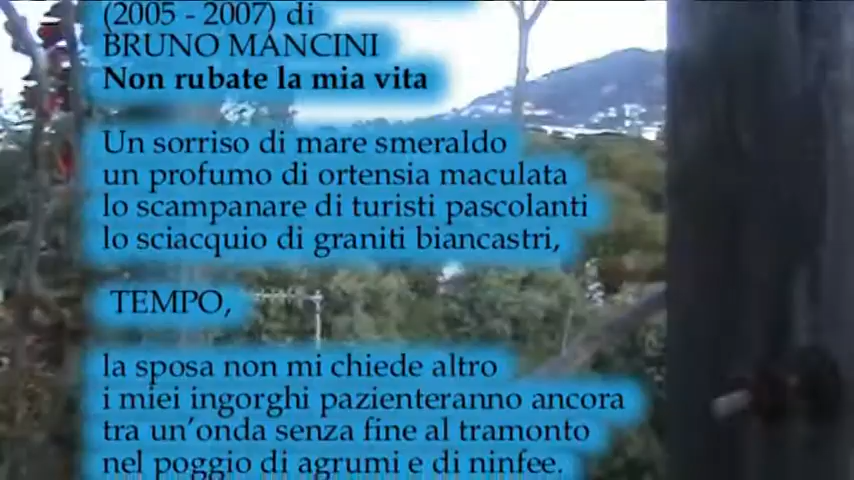 (2005 - 2007) di
BRUNO MANCINI
Non rubate la mia vita
Un sorriso di mare smeraldo
un profumo di ortensia maculata
lo scampanare di turisti pascolanti
lo sciacquio di graniti biancastri,
TEMPO,
la sposa non mi chiede altro
i miei ingorghi pazienteranno ancora
tra un'onda senza fine al tramonto
nel poggio di agrumi e di ninfee.